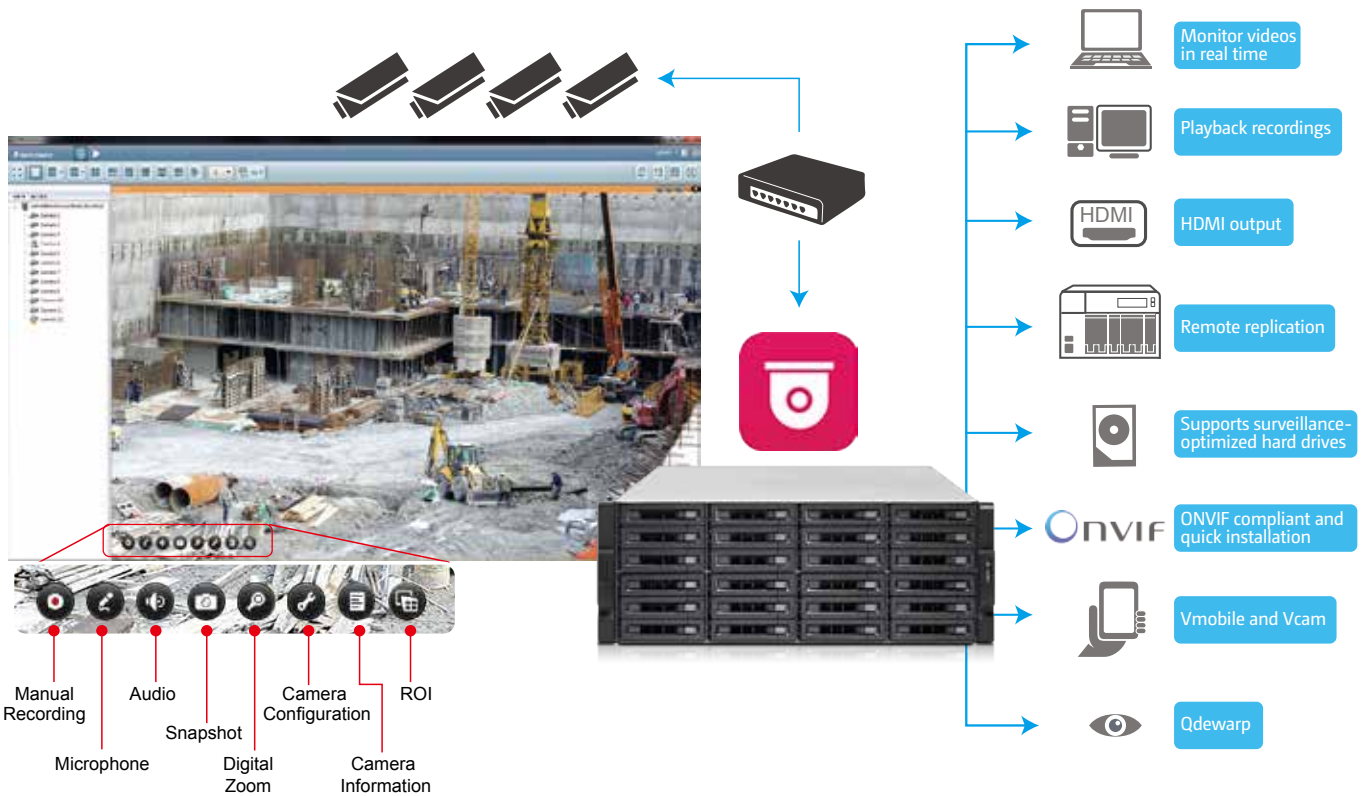 Monitor videos
in real time
Playback recordings
HDMI
HDMI output
Remote replication
Supports surveillance-
optimized hard drives
ONVIF
ONVIF compliant and
quick installation
Vmobile and Vcam
Qdewarp
Manual
Recording
Microphone
Audio
Snapshot
Digital
Zoom
Camera
Configuration
Camera
Information
ROI